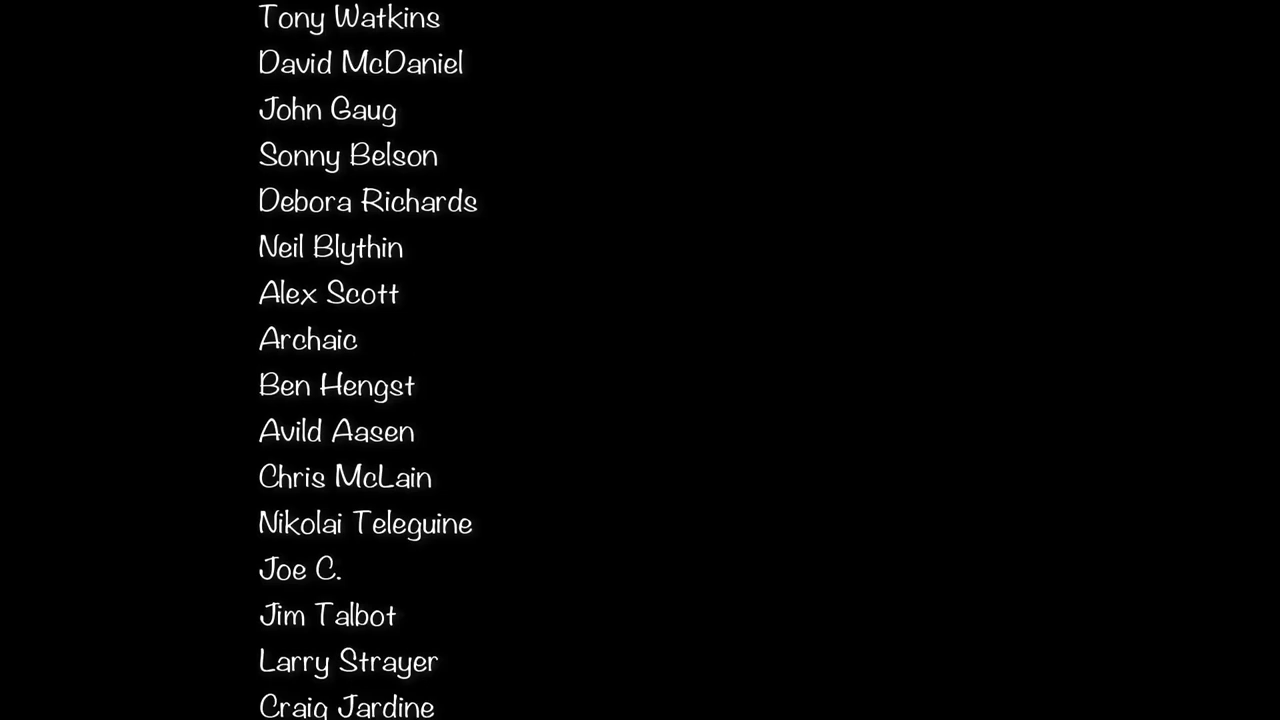 Tony Watkins
David McDaniel
John Gaug
Sonny Belson
Debora Richards
Neil Blythin
Alex Scott
Archaic
Ben Hengst
Avild Aasen
Chris McLain
Nikolai Teleguine
Joe C.
Jim Talbot
Larry Strayer
Craig Jardine